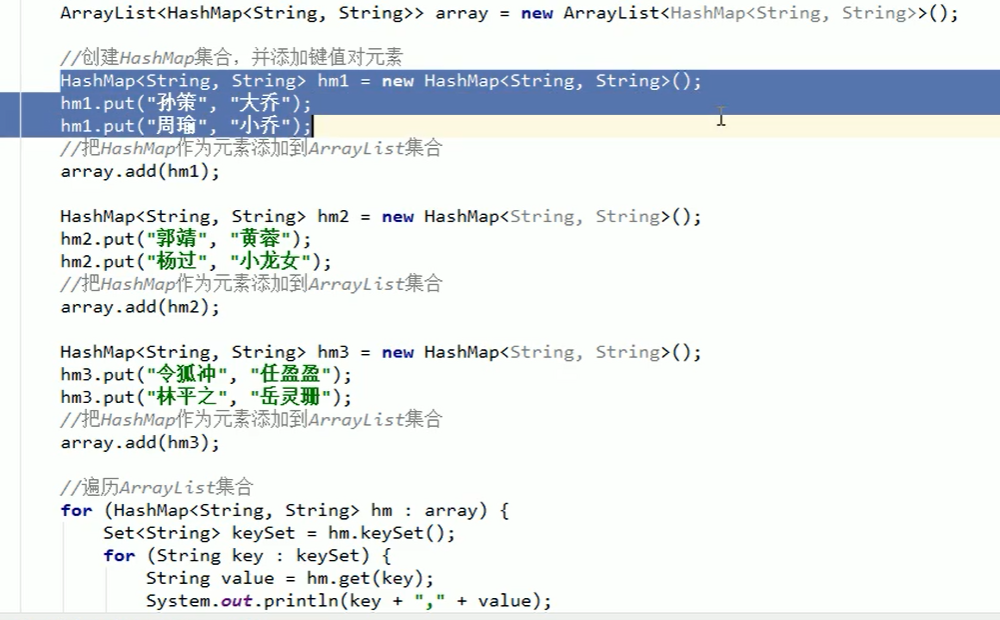 ArrayList<HashMap<String, String>> array = new ArrayList<HashMap<String, String>>();
//创建HashMap集合，并添加键值对元素
HashMap<String, String> hm1 = new HashMap<String, String>();
hm1.put("孙策", "大乔");
hm1.put("周瑜", "小乔");
//把HashMap作为元素添加到ArrayList集合
array.add(hm1);
HashMap<String, String> hm2 = new HashMap<String, String>();
hm2.put("郭靖", "黄蓉");
hm2.put("杨过", "小龙女");
//把HashMap作为元素添加到ArrayList集合
array.add(hm2);
HashMap<String, String> hm3 = new HashMap<String, String>();
hm3.put("令狐冲", "任盈盈");
hm3.put("林平之", "岳灵珊");
//把HashMap作为元素添加到ArrayList集合
array.add(hm3);
//遍历ArrayList集合
for (HashMap<String, String> hm : array) {
Set<String> keySet = hm.keySet();
for (String key : keySet) {
String value = hm.get(key);
System.out.println(key + "," + value);